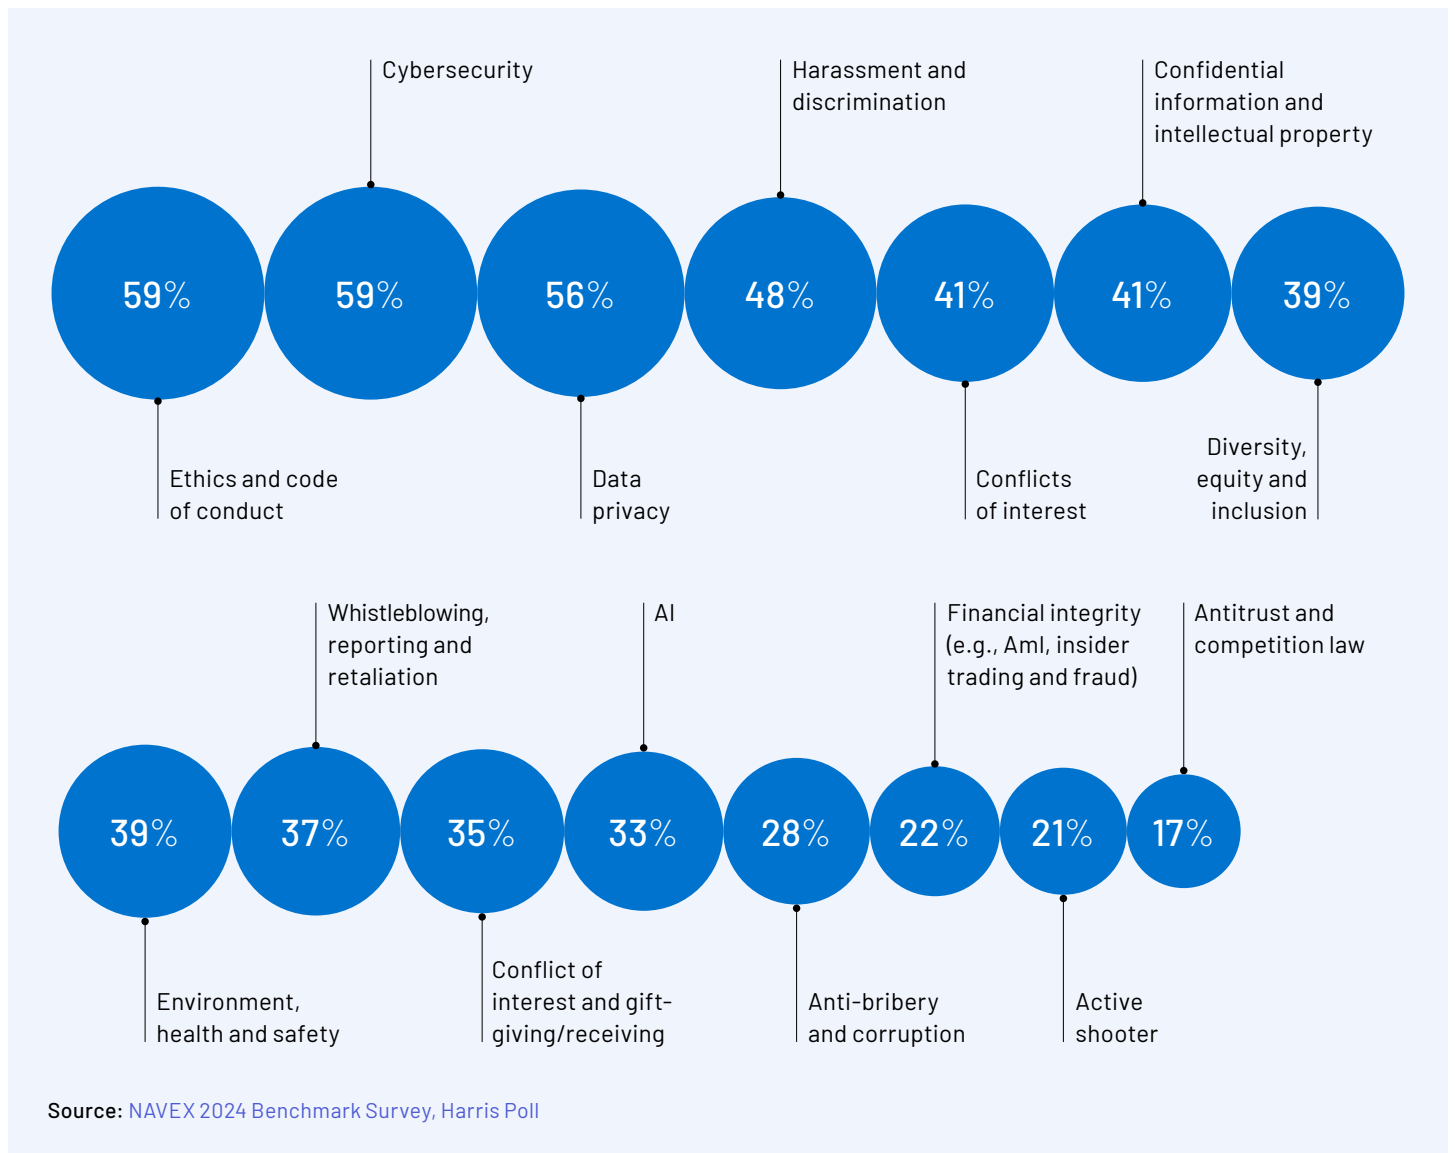 Cybersecurity
Harassment and
discrimination
Confidential
information and
intellectual property
59%
59%
56%
48%
41%
41%
39%
Ethics and code
of conduct
Data
privacy
Conflicts
of interest
Diversity,
equity and
inclusion
Whistleblowing,
reporting and
retaliation
AI
Financial integrity
(e.g., Aml, insider
trading and fraud)
Antitrust and
competition law
39%
37%
35%
33%
28%
22%
21%
17%
Environment,
health and safety
Conflict of
interest and gift-
giving/receiving
Anti-bribery
and corruption
Active
shooter
Source: NAVEX 2024 Benchmark Survey, Harris Poll